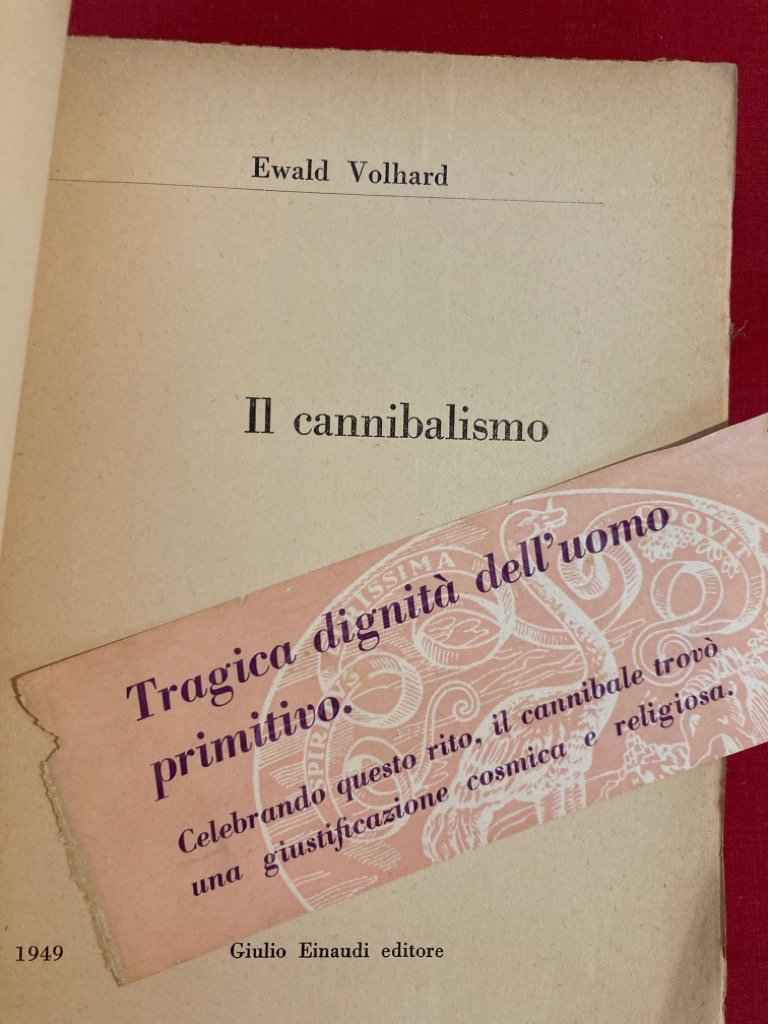 Ewald Volhard
Il cannibalismo
Tragica dignità dell'uomo
primitivo.
Celebrando questo rito, il cannibale trovò
una giustificazione cosmica e religiosa.
COQVIT
1949 Giulio Einaudi editore